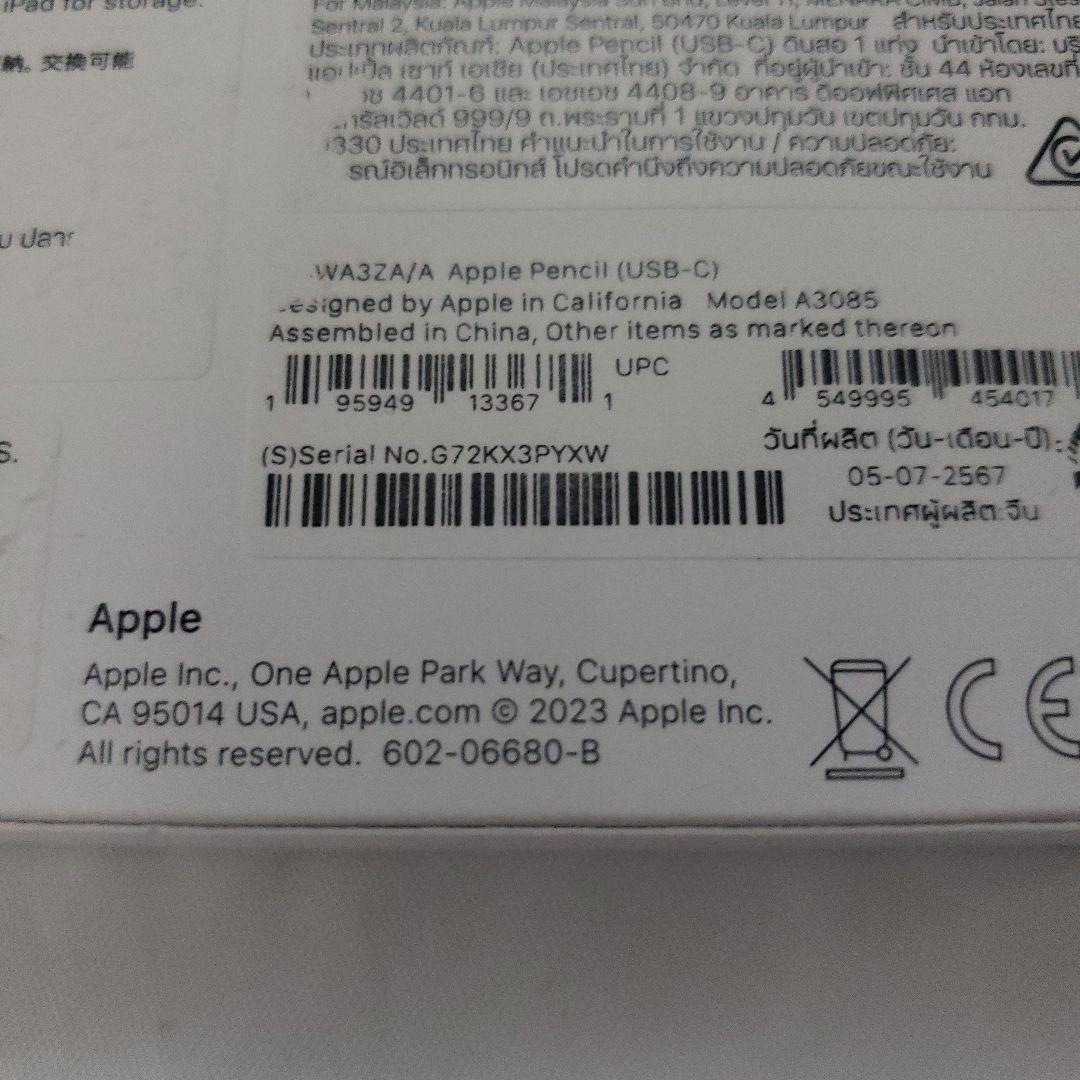 iPad for storage.
納。交換可能
บ ปลาร
S.
Sentral 2, Kuala Lumpur Sentral, 50470 Kuala Lumpur สำหรับประเทศไทย
ประเภทผลิตภัณฑ์: Apple Pencil (USB-C) ดินสอ 1 แท่ง นำเข้าโดย: บริ
เซาท์ เอเชีย (ประเทศไทย) จำกัด ที่อยู่ผู้นำเข้า: ชั้น 44 ห้องเลขที่
4401-6 และ เอชเอช 4408-9 อาคาร ดิออฟฟิศเศส แอท
999/9 ถ.พระรามที่ 1 แขวงปทุมวัน เขตปทุมวัน กทม.
330 ประเทศไทย คำแนะนำในการใช้งาน / ความปลอดภัย:
รณ์อิเล็กทรอนิกส์ โปรดคำนึงถึงความปลอดภัยขณะใช้งาน
WA3ZA/A Apple Pencil (USB-C)
esigned by Apple in California Model A3085
Assembled in China, Other items as marked thereon
UPC
1 95949 13367 1
4 549995 454017
(S)Serial No.G72KX3PYXW
วันที่ผลิต (วัน-เดือน-ปี):
05-07-2567
ประเทศผู้ผลิต:จีน
Apple
Apple Inc., One Apple Park Way, Cupertino,
CA 95014 USA, apple.com © 2023 Apple Inc.
All rights reserved. 602-06680-B
CE